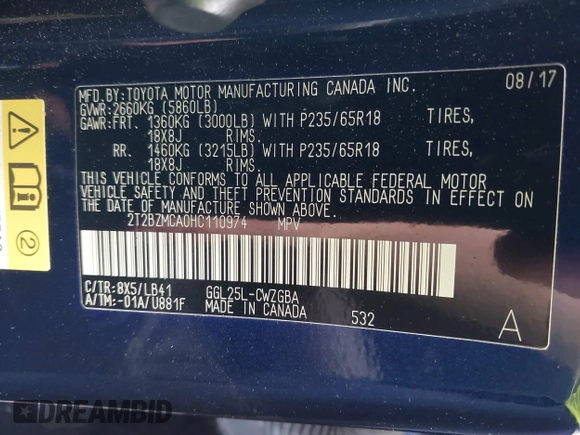 MFD.BY:TOYOTA MOTOR MANUFACTURING CANADA INC. 08/17
GVWR:2660KG (5860LB)
GAWR:FRT. 1360KG (3000LB) WITH P235/65R18 TIRES,
18X8J RIMS.
RR. 1460KG (3215LB) WITH P235/65R18 TIRES,
18X8J RIMS.
THIS VEHICLE CONFORMS TO ALL APPLICABLE FEDERAL MOTOR
VEHICLE SAFETY AND THEFT PREVENTION STANDARDS IN EFFECT ON
THE DATE OF MANUFACTURE SHOWN ABOVE.
2T2BZMCA0HC110974 MPV
C/TR:8X5/LB41 GGL25L-CWZGBA
A/TM:-01A/U881F MADE IN CANADA 532 A
2
DREAMBID